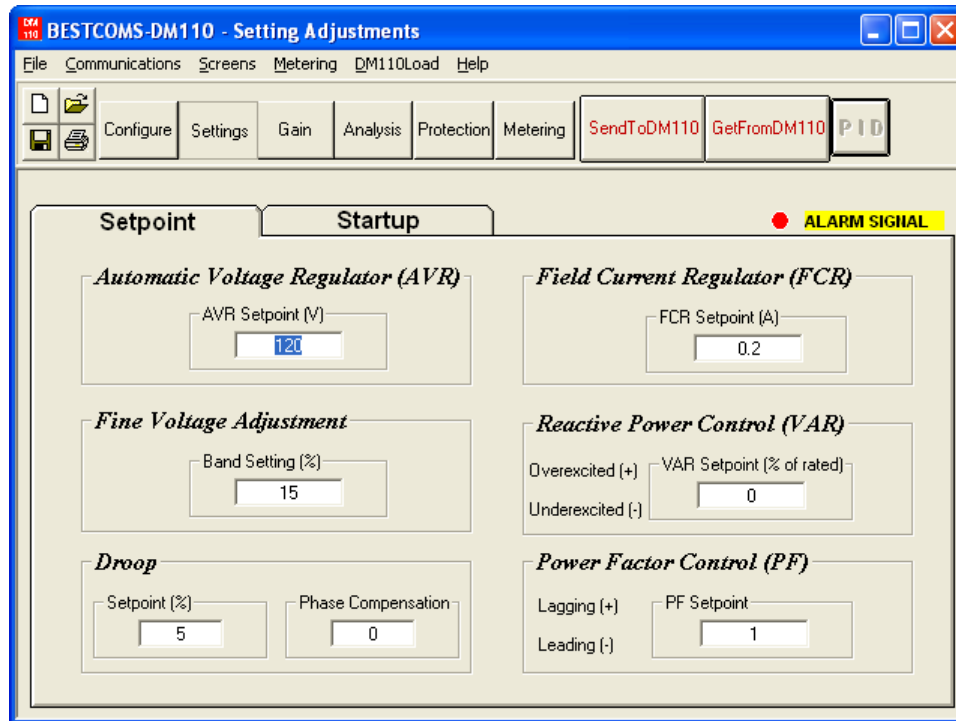 DM 110 BESTCOMS-DM110 - Setting Adjustments
File Communications Screens Metering DM110Load Help
Configure Settings Gain Analysis Protection Metering SendToDM110 GetFromDM110 PID
Setpoint Startup ALARM SIGNAL
Automatic Voltage Regulator (AVR)
AVR Setpoint (V)
120
Field Current Regulator (FCR)
FCR Setpoint (A)
0.2
Fine Voltage Adjustment
Band Setting (%)
15
Reactive Power Control (VAR)
Overexcited (+)
Underexcited (-)
VAR Setpoint (% of rated)
0
Droop
Setpoint (%)
5
Phase Compensation
0
Power Factor Control (PF)
Lagging (+)
Leading (-)
PF Setpoint
1